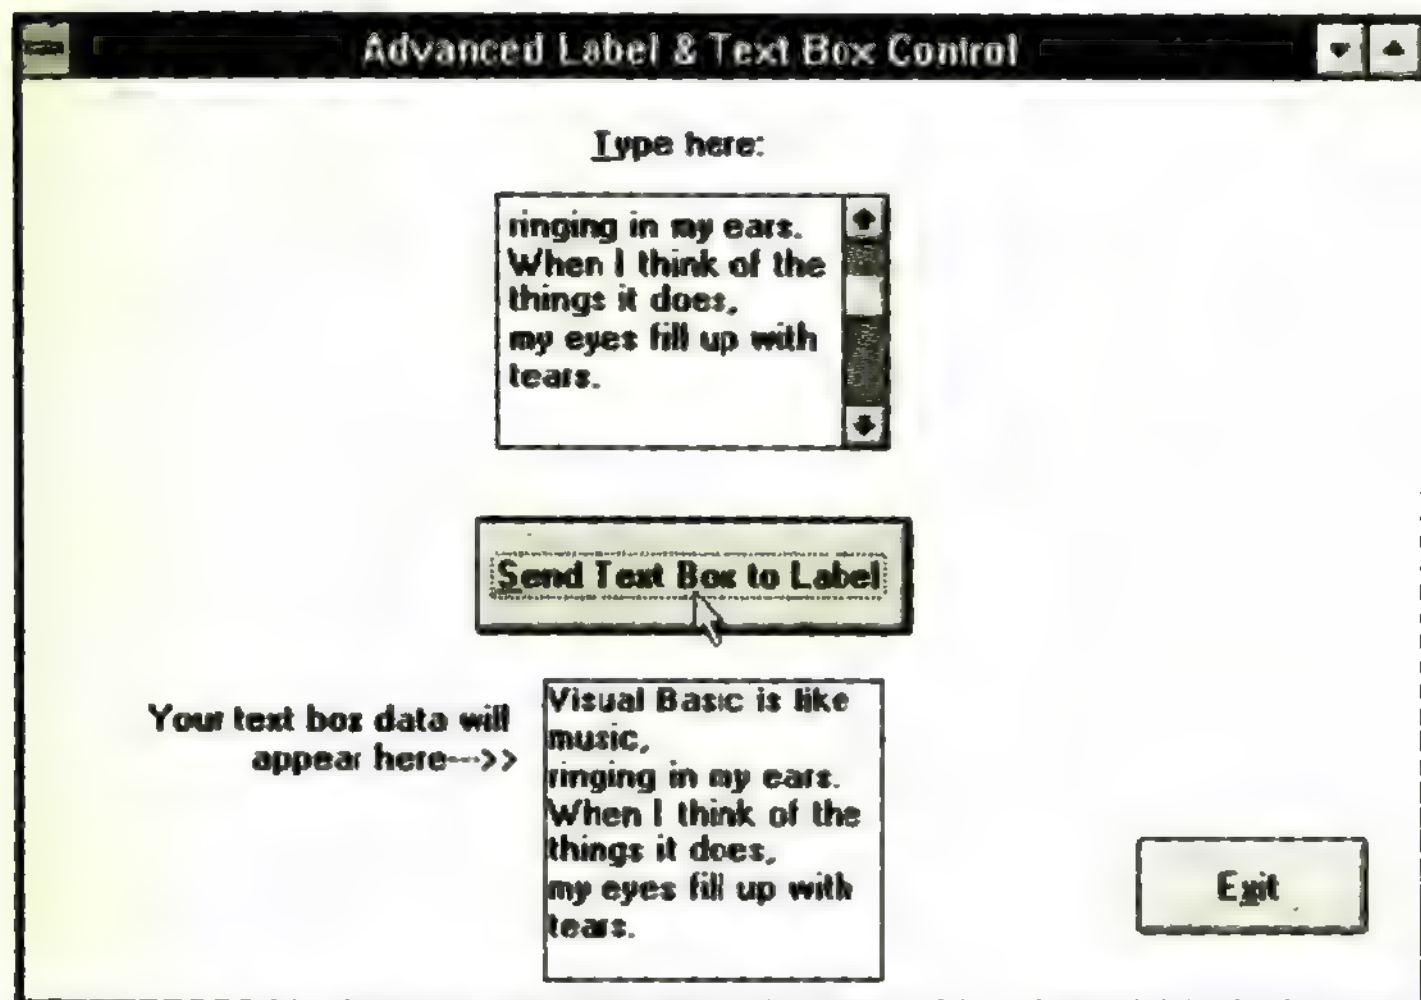 Advanced Label & Text Box Control
Type here:
ringing in my ears.
When I think of the
things it does,
my eyes fill up with
tears.
Send Text Box to Label
Your text box data will
appear here--->>
Visual Basic is like
music,
ringing in my ears.
When I think of the
things it does,
my eyes fill up with
tears.
Exit